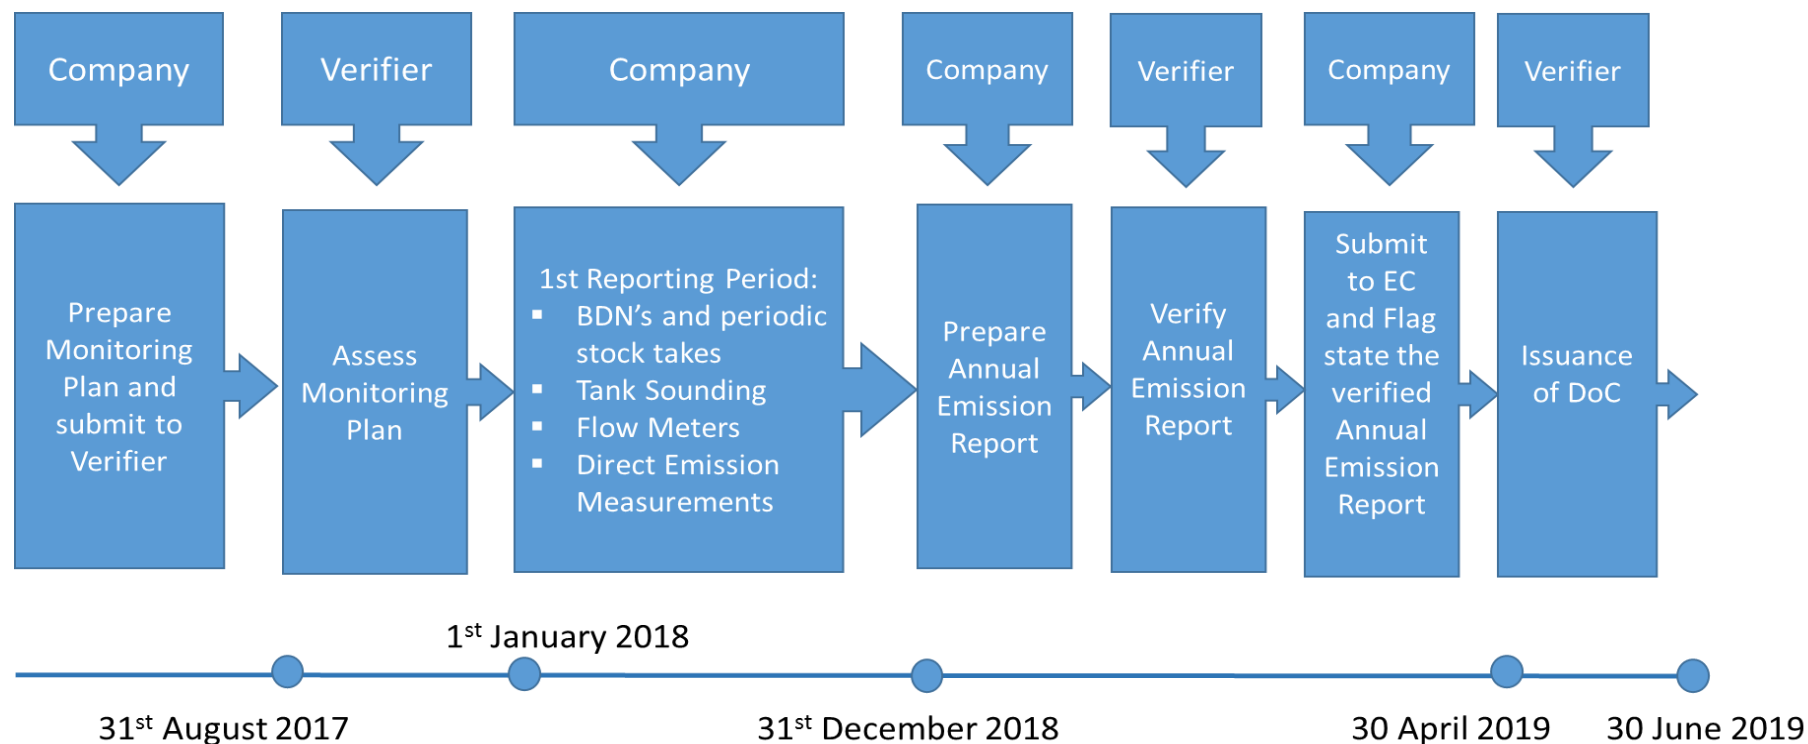 Company
Verifier
Company
Company
Verifier
Company
Verifier
Prepare
Monitoring
Plan and
submit to
Verifier
Assess
Monitoring
Plan
1st Reporting Period:
▪ BDN’s and periodic
stock takes
▪ Tank Sounding
▪ Flow Meters
▪ Direct Emission
Measurements
Prepare
Annual
Emission
Report
Verify
Annual
Emission
Report
Submit
to EC
and Flag
state the
verified
Annual
Emission
Report
Issuance
of DoC
1st January 2018
31st August 2017
31st December 2018
30 April 2019
30 June 2019